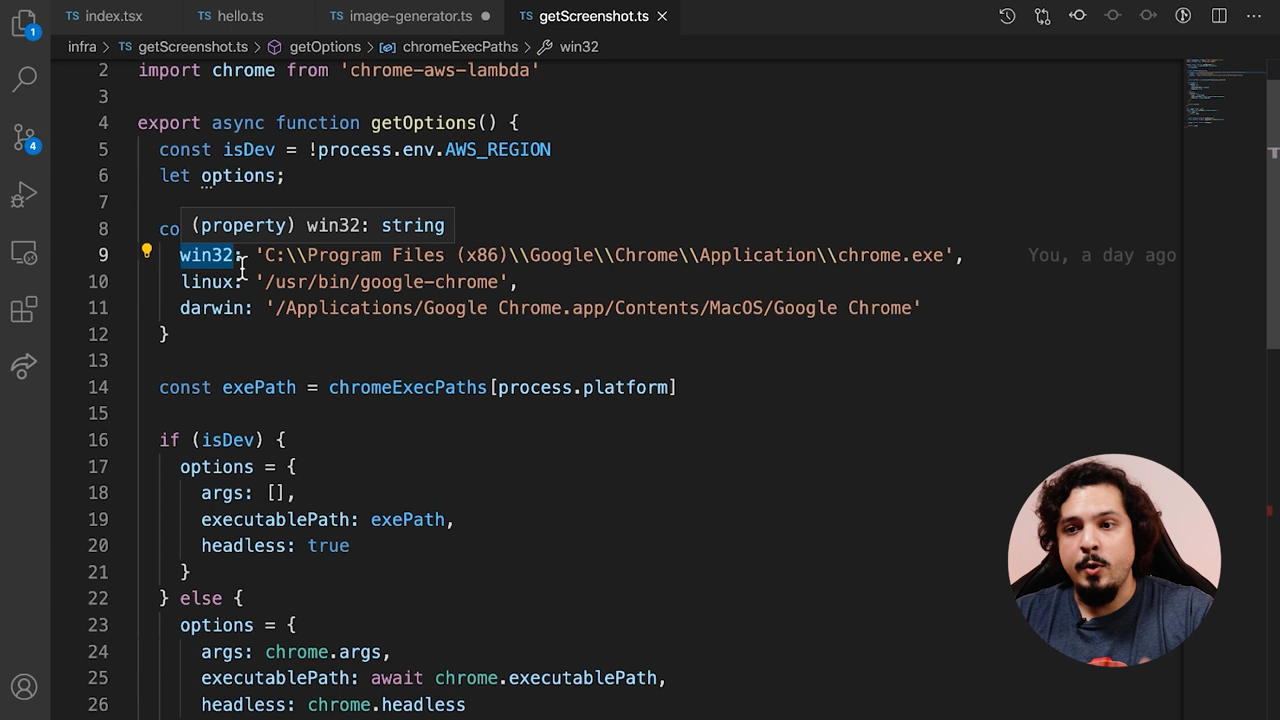 1
TS index.tsx
TS hello.ts
TS image-generator.ts
TS getScreenshot.ts
infra > TS getScreenshot.ts > getOptions > chromeExecPaths > win32
2 import chrome from 'chrome-aws-lambda'
3
4 export async function getOptions() {
5 const isDev = !process.env.AWS_REGION
6 let options;
7
(property) win32: string
8 co
9 win32: 'C:\\Program Files (x86)\\Google\\Chrome\\Application\\chrome.exe', You, a day ago
10 linux: '/usr/bin/google-chrome',
11 darwin: '/Applications/Google Chrome.app/Contents/MacOS/Google Chrome'
12 }
13
14 const exePath = chromeExecPaths[process.platform]
15
16 if (isDev) {
17 options = {
18 args: [],
19 executablePath: exePath,
20 headless: true
21 }
22 } else {
23 options = {
24 args: chrome.args,
25 executablePath: await chrome.executablePath,
26 headless: chrome.headless
4